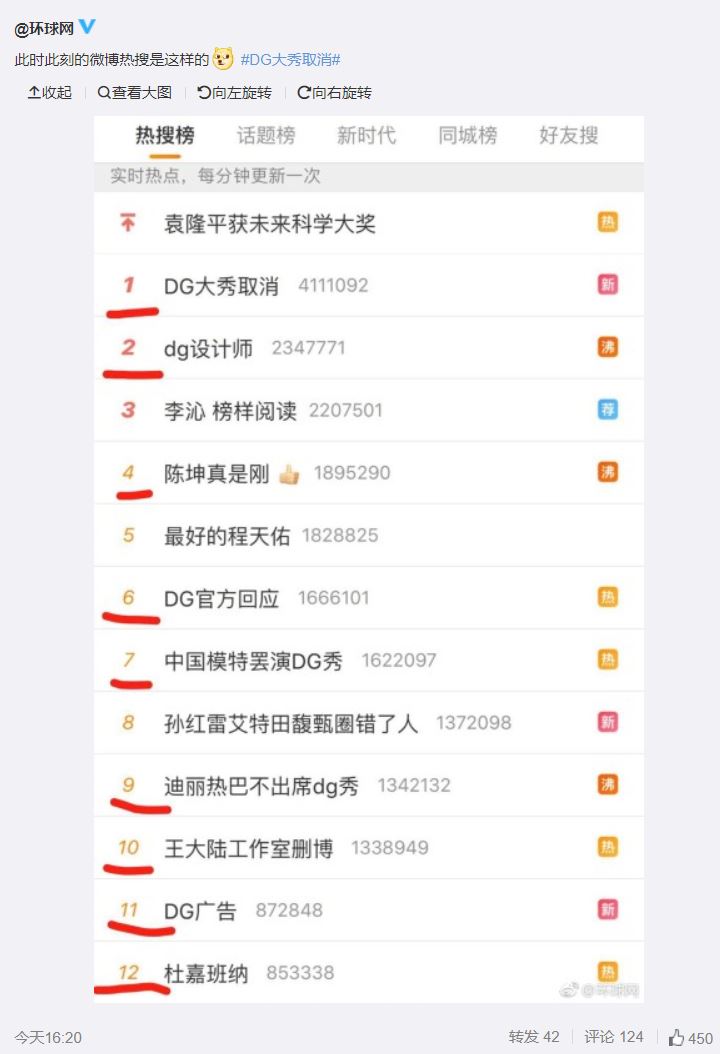 @环球网
此时此刻的微博热搜是这样的 #DG大秀取消#
收起 查看大图 向左旋转 向右旋转
热搜榜 话题榜 新时代 同城榜 好友搜
实时热点，每分钟更新一次
袁隆平获未来科学大奖 热
1 DG大秀取消 4111092 新
2 dg设计师 2347771 沸
3 李沁 榜样阅读 2207501 荐
4 陈坤真是刚 1895290 沸
5 最好的程天佑 1828825
6 DG官方回应 1666101 热
7 中国模特罢演DG秀 1622097 热
8 孙红雷艾特田馥甄圈错了人 1372098 新
9 迪丽热巴不出席dg秀 1342132 沸
10 王大陆工作室删博 1338949 热
11 DG广告 872848 新
12 杜嘉班纳 853338 热
@环球网
今天16:20 转发 42 评论 124 450